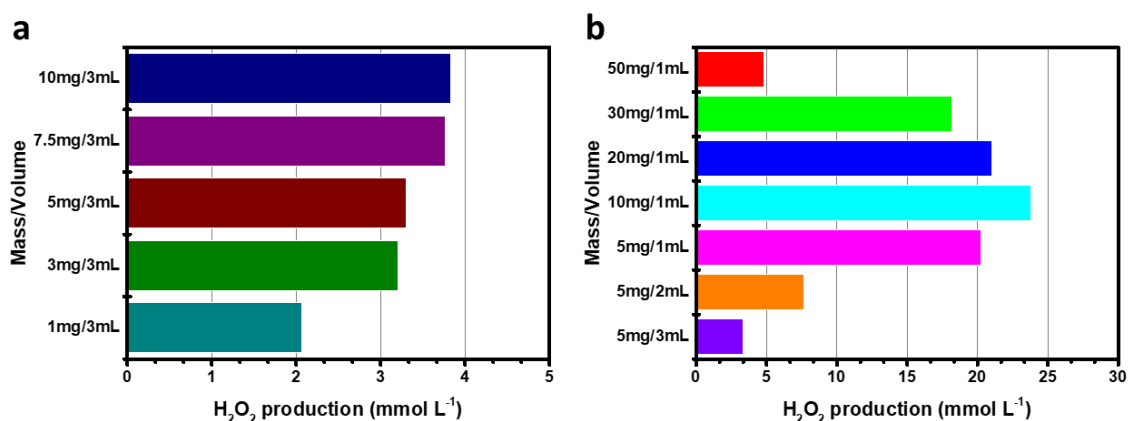 a
Mass/Volume
10mg/3mL
7.5mg/3mL
5mg/3mL
3mg/3mL
1mg/3mL
0 1 2 3 4 5
H₂O₂ production (mmol L⁻¹)
b
Mass/Volume
50mg/1mL
30mg/1mL
20mg/1mL
10mg/1mL
5mg/1mL
5mg/2mL
5mg/3mL
0 5 10 15 20 25 30
H₂O₂ production (mmol L⁻¹)